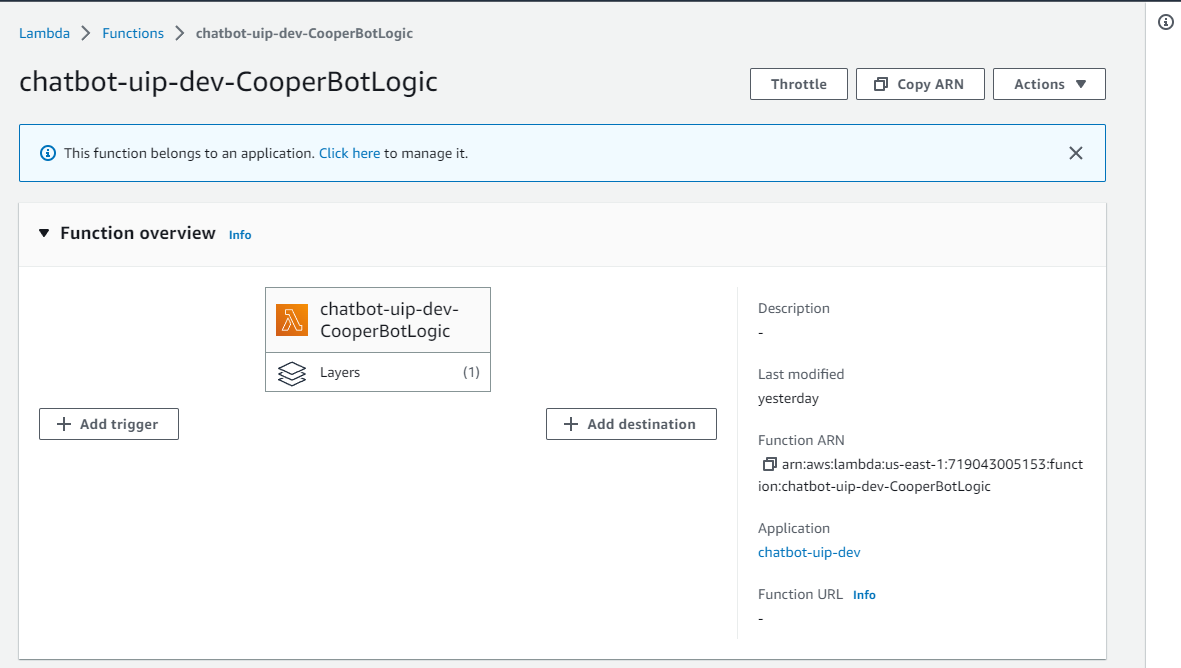 Lambda > Functions > chatbot-uip-dev-CooperBotLogic
chatbot-uip-dev-CooperBotLogic
Throttle
Copy ARN
Actions
This function belongs to an application. Click here to manage it.
Function overview Info
chatbot-uip-dev-
CooperBotLogic
Layers (1)
Add trigger
Add destination
Description
-
Last modified
yesterday
Function ARN
arn:aws:lambda:us-east-1:719043005153:funct
ion:chatbot-uip-dev-CooperBotLogic
Application
chatbot-uip-dev
Function URL Info
-